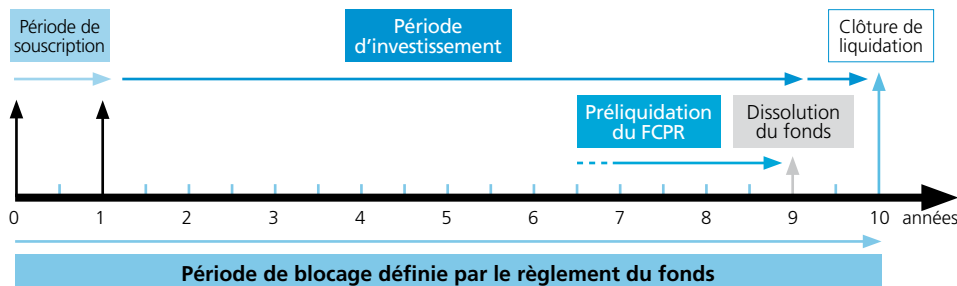 Période de
souscription
Période
d'investissement
Clôture de
liquidation
Préliquidation
du FCPR
Dissolution
du fonds
0 1 2 3 4 5 6 7 8 9 10 années
Période de blocage définie par le règlement du fonds